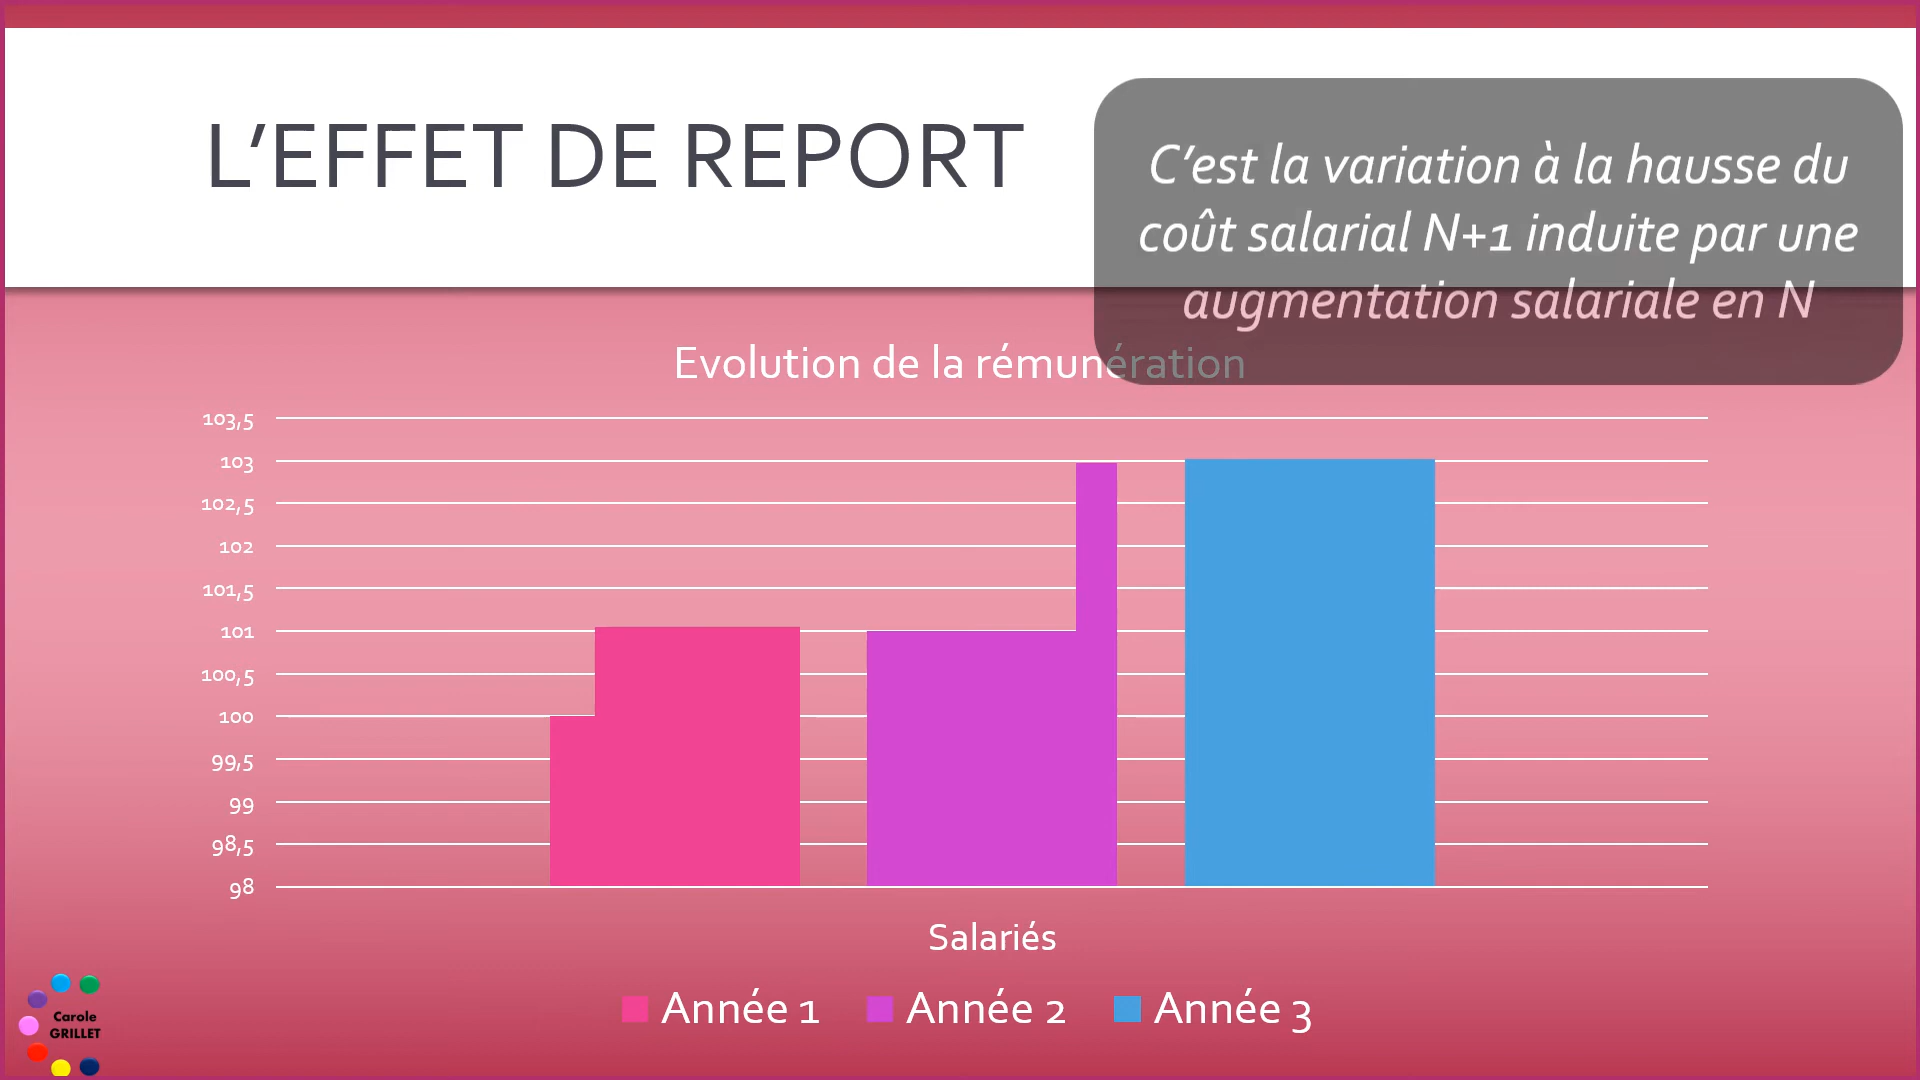 L’EFFET DE REPORT
C’est la variation à la hausse du
coût salarial N+1 induite par une
augmentation salariale en N
Evolution de la rémunération
103,5
103
102,5
102
101,5
101
100,5
100
99,5
99
98,5
98
Salariés
Année 1 Année 2 Année 3
Carole
GRILLET